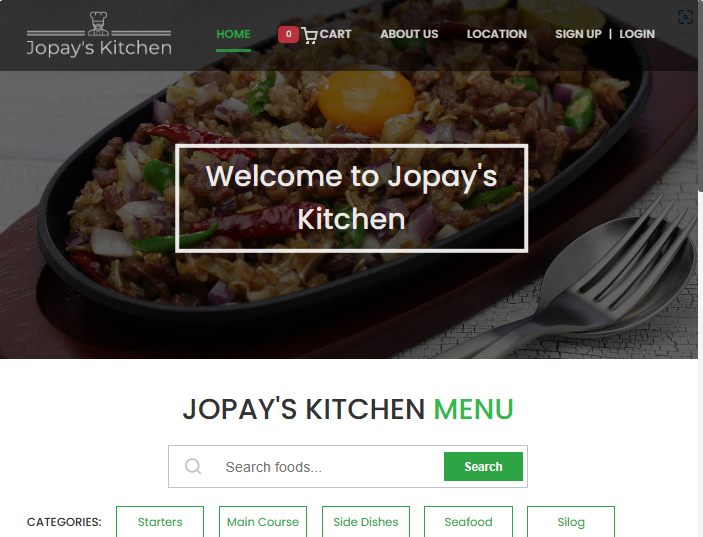 Jopay's Kitchen
HOME 0 CART ABOUT US LOCATION SIGN UP | LOGIN
Welcome to Jopay's
Kitchen
JOPAY'S KITCHEN MENU
Search foods... Search
CATEGORIES: Starters Main Course Side Dishes Seafood Silog